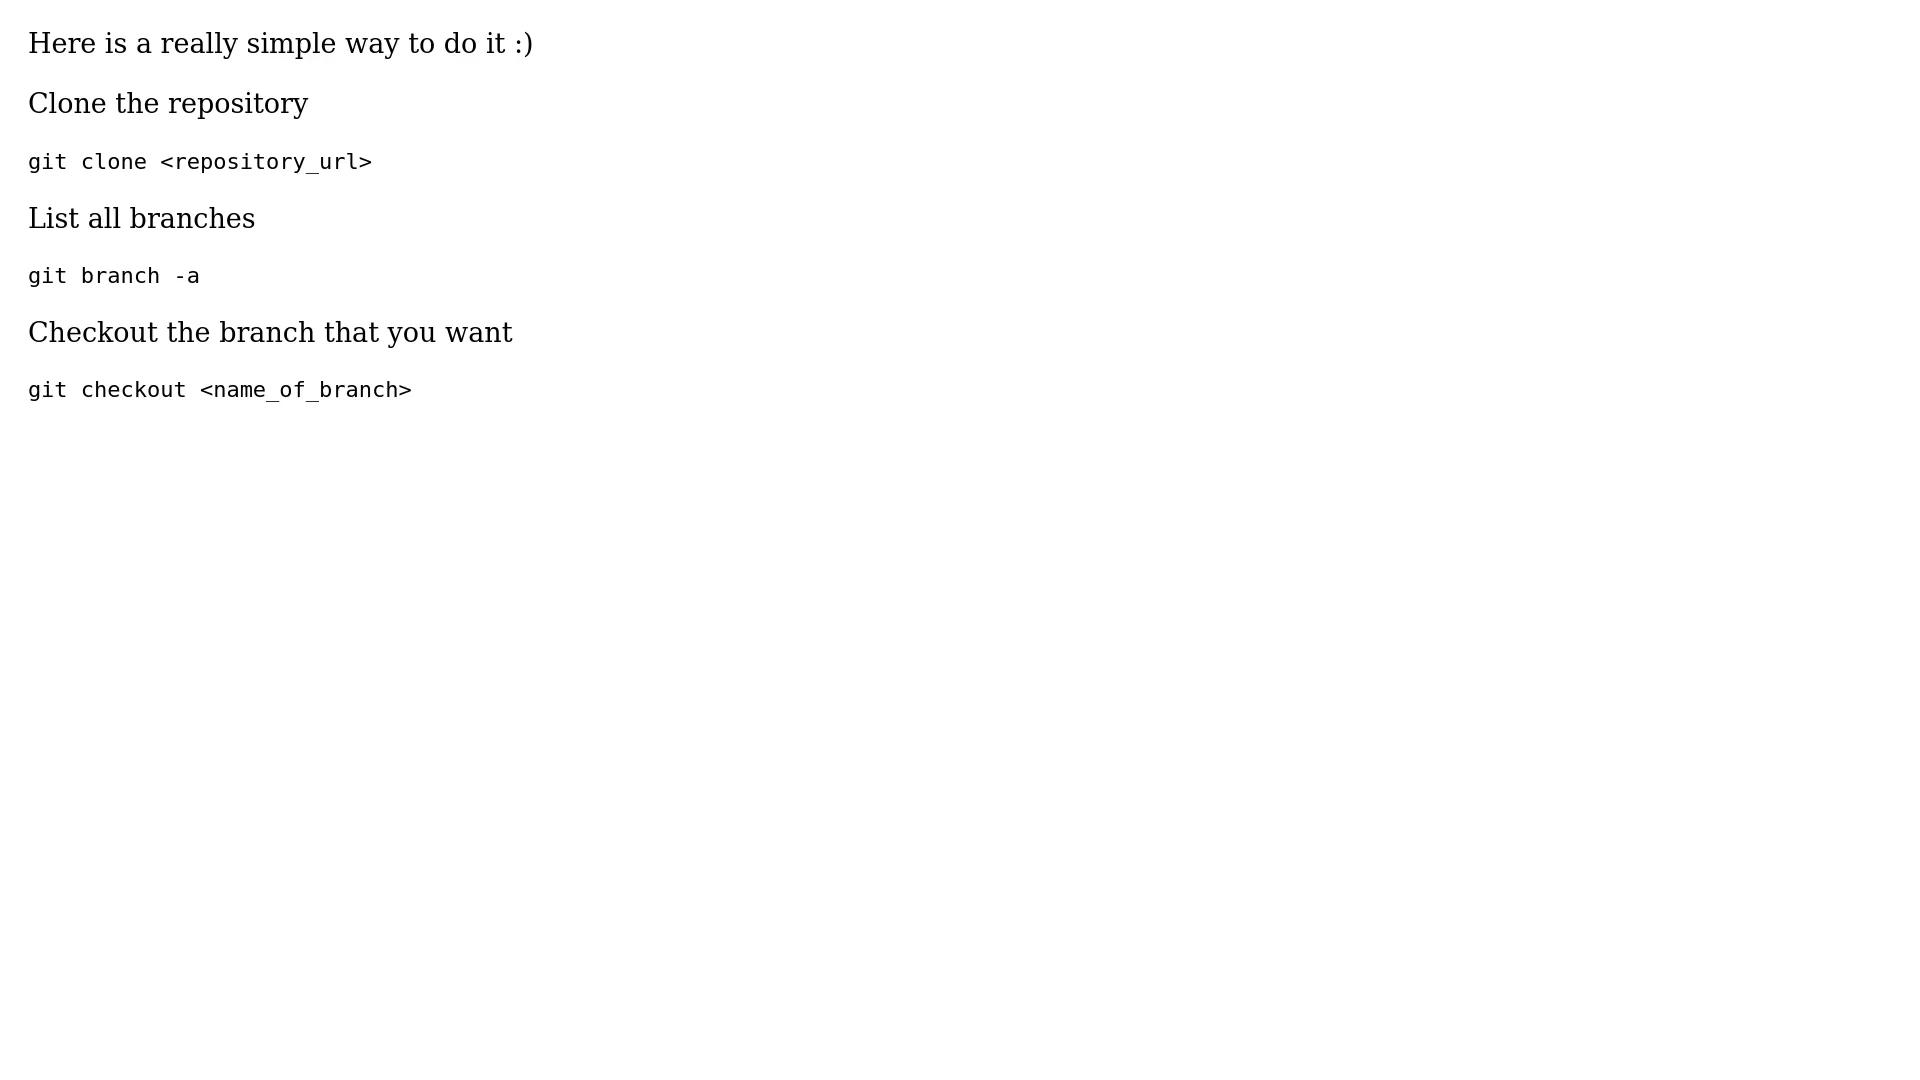 Here is a really simple way to do it :)
Clone the repository
git clone <repository_url>
List all branches
git branch -a
Checkout the branch that you want
git checkout <name_of_branch>